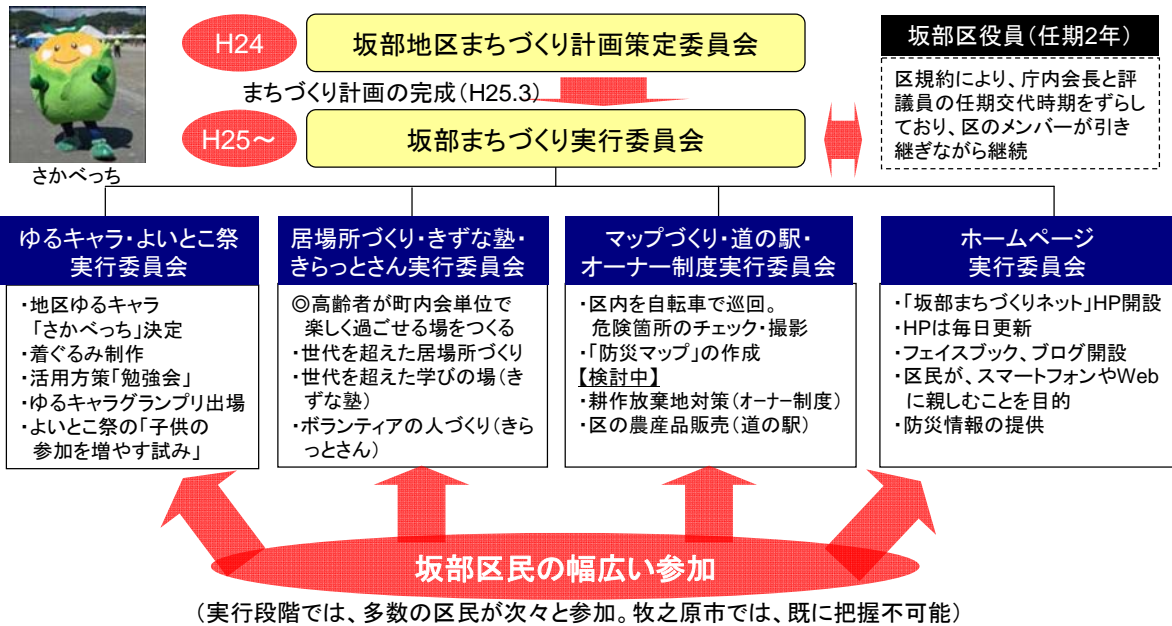 H24
坂部地区まちづくり計画策定委員会
まちづくり計画の完成(H25.3)
H25～
坂部まちづくり実行委員会
さかべっち
坂部区役員(任期2年)
区規約により、庁内会長と評
議員の任期交代時期をずらし
ており、区のメンバーが引き
継ぎながら継続
ゆるキャラ・よいとこ祭
実行委員会
・地区ゆるキャラ
「さかべっち」決定
・着ぐるみ制作
・活用方策「勉強会」
・ゆるキャラグランプリ出場
・よいとこ祭の「子供の
参加を増やす試み」
居場所づくり・きずな塾・
きらっとさん実行委員会
◎高齢者が町内会単位で
楽しく過ごせる場をつくる
・世代を超えた居場所づくり
・世代を超えた学びの場(き
ずな塾)
・ボランティアの人づくり(きら
っとさん)
マップづくり・道の駅・
オーナー制度実行委員会
・区内を自転車で巡回。
危険箇所のチェック・撮影
・「防災マップ」の作成
【検討中】
・耕作放棄地対策(オーナー制度)
・区の農産品販売(道の駅)
ホームページ
実行委員会
・「坂部まちづくりネット」HP開設
・HPは毎日更新
・フェイスブック、ブログ開設
・区民が、スマートフォンやWeb
に親しむことを目的
・防災情報の提供
坂部区民の幅広い参加
(実行段階では、多数の区民が次々と参加。牧之原市では、既に把握不可能)